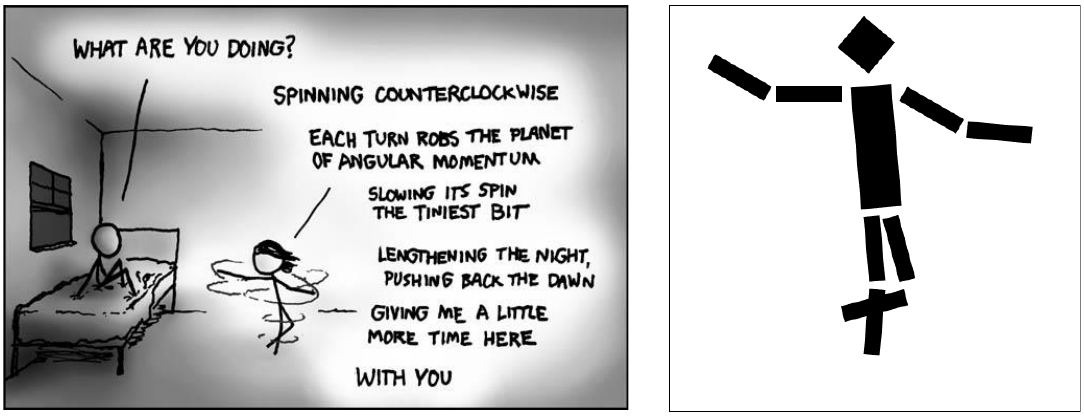 WHAT ARE YOU DOING?
SPINNING COUNTERCLOCKWISE
EACH TURN ROBS THE PLANET
OF ANGULAR MOMENTUM
SLOWING ITS SPIN
THE TINIEST BIT
LENGTHENING THE NIGHT,
PUSHING BACK THE DAWN
GIVING ME A LITTLE
MORE TIME HERE
WITH YOU